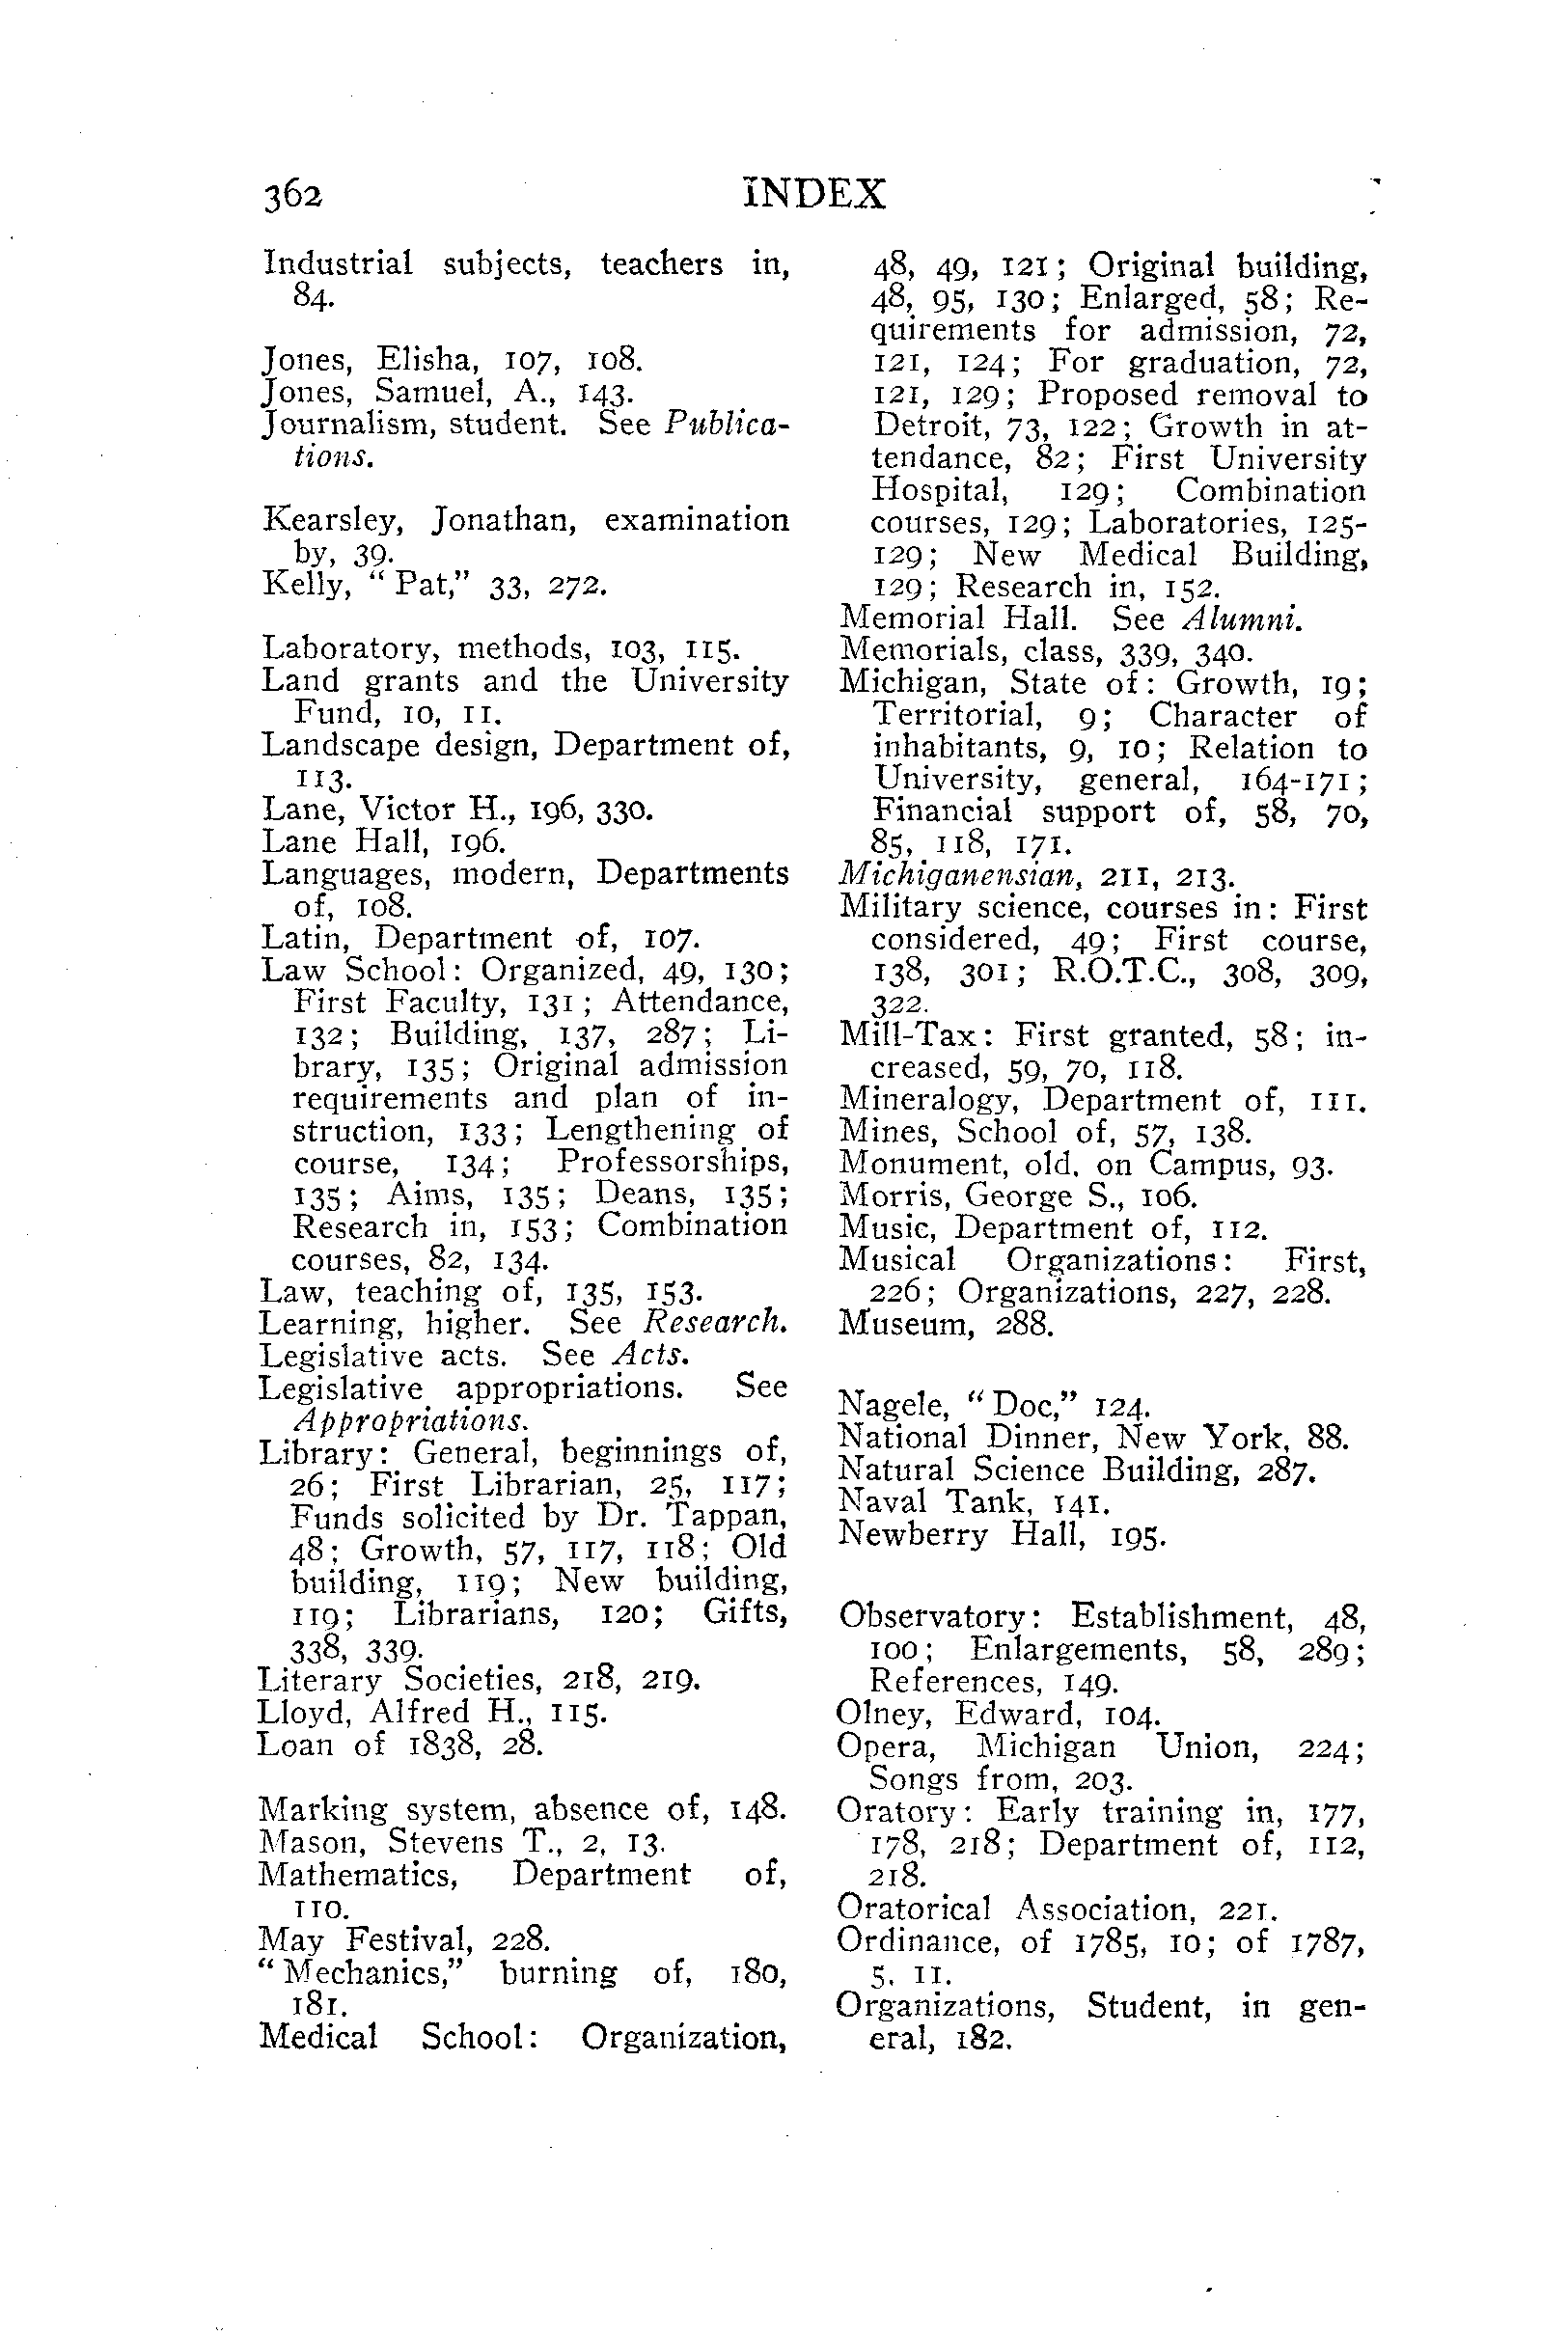 362
INDEX
Industrial subjects, teachers in,
84.
Jones, Elisha, 107, 108.
Jones, Samuel, A., 143.
Journalism, student. See Publica-
tions.
Kearsley, Jonathan, examination
by, 39.
Kelly, “ Pat,” 33, 272.
Laboratory, methods, 103, 115.
Land grants and the University
Fund, 10, 11.
Landscape design, Department of,
113.
Lane, Victor H., 196, 330.
Lane Hall, 196.
Languages, modern, Departments
of, 108.
Latin, Department of, 107.
Law School: Organized, 49, 130;
First Faculty, 131; Attendance,
132; Building, 137, 287; Li-
brary, 135; Original admission
requirements and plan of in-
struction, 133; Lengthening of
course, 134; Professorships,
135; Aims, 135; Deans, 135;
Research in, 153; Combination
courses, 82, 134.
Law, teaching of, 135, 153.
Learning, higher. See Research.
Legislative acts. See Acts.
Legislative appropriations. See
Appropriations.
Library: General, beginnings of,
26; First Librarian, 25, 117;
Funds solicited by Dr. Tappan,
48; Growth, 57, 117, 118; Old
building, 119; New building,
119; Librarians, 120; Gifts,
338, 339.
Literary Societies, 218, 219.
Lloyd, Alfred H., 115.
Loan of 1838, 28.
Marking system, absence of, 148.
Mason, Stevens T., 2, 13.
Mathematics, Department of,
110.
May Festival, 228.
“ Mechanics,” burning of, 180,
181.
Medical School: Organization,
48, 49, 121; Original building,
48, 95, 130; Enlarged, 58; Re-
quirements for admission, 72,
121, 124; For graduation, 72,
121, 129; Proposed removal to
Detroit, 73, 122; Growth in at-
tendance, 82; First University
Hospital, 129; Combination
courses, 129; Laboratories, 125-
129; New Medical Building,
129; Research in, 152.
Memorial Hall. See Alumni.
Memorials, class, 339, 340.
Michigan, State of: Growth, 19;
Territorial, 9; Character of
inhabitants, 9, 10; Relation to
University, general, 164-171;
Financial support of, 58, 70,
85, 118, 171.
Michiganensian, 211, 213.
Military science, courses in: First
considered, 49; First course,
138, 301; R.O.T.C., 308, 309,
322.
Mill-Tax: First granted, 58; in-
creased, 59, 70, 118.
Mineralogy, Department of, 111.
Mines, School of, 57, 138.
Monument, old, on Campus, 93.
Morris, George S., 106.
Music, Department of, 112.
Musical Organizations: First,
226; Organizations, 227, 228.
Museum, 288.
Nagele, “ Doc,” 124.
National Dinner, New York, 88.
Natural Science Building, 287.
Naval Tank, 141.
Newberry Hall, 195.
Observatory: Establishment, 48,
100; Enlargements, 58, 289;
References, 149.
Olney, Edward, 104.
Opera, Michigan Union, 224;
Songs from, 203.
Oratory: Early training in, 177,
178, 218; Department of, 112,
218.
Oratorical Association, 221.
Ordinance, of 1785, 10; of 1787,
5, 11.
Organizations, Student, in gen-
eral, 182.